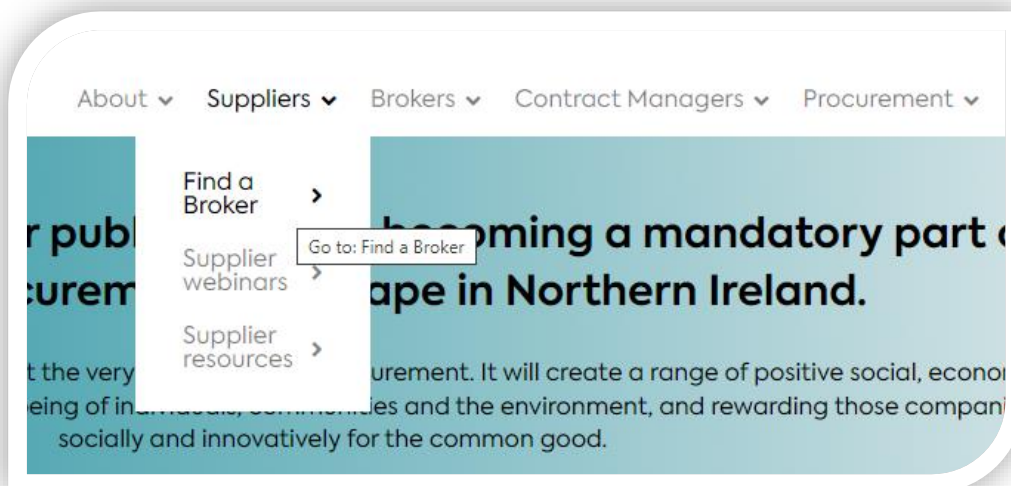 About Suppliers Brokers Contract Managers Procurement
Find a
Broker
Go to: Find a Broker
Supplier
webinars
Supplier
resources
r publ becoming a mandatory part
curem ape in Northern Ireland.
t the very urement. It will create a range of positive social, econo
eing of individuals, communities and the environment, and rewarding those compani
socially and innovatively for the common good.